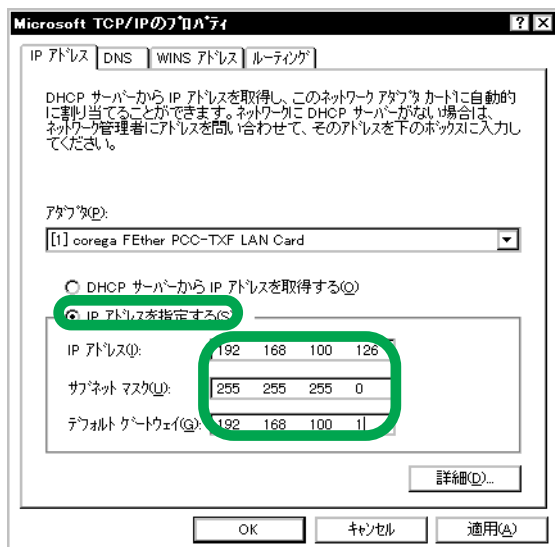 Microsoft TCP/IPのプロパティ
IP アドレス DNS WINS アドレス ルーティング
DHCP サーバーから IP アドレスを取得し、このネットワーク アダプタ カードに自動的
に割り当てることができます。ネットワークに DHCP サーバーがない場合は、
ネットワーク管理者にアドレスを問い合わせて、そのアドレスを下のボックスに入力し
てください。
アダプタ(P):
[1] corega FEther PCC-TXF LAN Card
DHCP サーバーから IP アドレスを取得する(O)
IP アドレスを指定する(S)
IP アドレス(I): 192 168 100 126
サブネット マスク(U): 255 255 255 0
デフォルト ゲートウェイ(G): 192 168 100 1
詳細(D)...
OK キャンセル 適用(A)